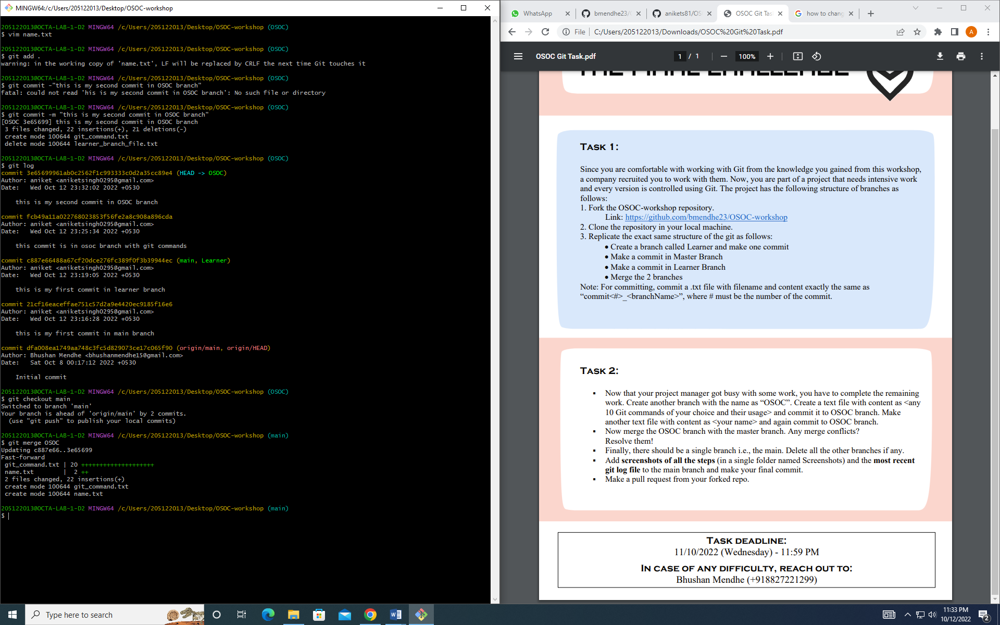 MINGW64:/c/Users/205122013/Desktop/OSOC-workshop
205122013@OCTA-LAB-1-D2 MINGW64 /c/Users/205122013/Desktop/OSOC-workshop (OSOC)
$ vim name.txt
205122013@OCTA-LAB-1-D2 MINGW64 /c/Users/205122013/Desktop/OSOC-workshop (OSOC)
$ git add .
warning: in the working copy of 'name.txt', LF will be replaced by CRLF the next time Git touches it
205122013@OCTA-LAB-1-D2 MINGW64 /c/Users/205122013/Desktop/OSOC-workshop (OSOC)
$ git commit -"this is my second commit in OSOC branch"
fatal: could not read 'his is my second commit in OSOC branch': No such file or directory
205122013@OCTA-LAB-1-D2 MINGW64 /c/Users/205122013/Desktop/OSOC-workshop (OSOC)
$ git commit -m "this is my second commit in OSOC branch"
[OSOC 3e65699] this is my second commit in OSOC branch
3 files changed, 22 insertions(+), 21 deletions(-)
create mode 100644 git_command.txt
delete mode 100644 learner_branch_file.txt
205122013@OCTA-LAB-1-D2 MINGW64 /c/Users/205122013/Desktop/OSOC-workshop (OSOC)
$ git log
commit 3e65699961ab0c2562f1c993333c0d2a35cc89e4 (HEAD -> OSOC)
Author: aniket <aniketsingh0295@gmail.com>
Date: Wed Oct 12 23:32:02 2022 +0530
this is my second commit in OSOC branch
commit fcb49a11a022768023853f56fe2a8c908a896cda
Author: aniket <aniketsingh0295@gmail.com>
Date: Wed Oct 12 23:25:34 2022 +0530
this commit is in osoc branch with git commands
commit c887e66488a67cf20dce276fc389f0f3b39944ec (main, Learner)
Author: aniket <aniketsingh0295@gmail.com>
Date: Wed Oct 12 23:19:05 2022 +0530
this is my first commit in learner branch
commit 21cf16eaceffae751c57d2a9e4420ec9185f16e6
Author: aniket <aniketsingh0295@gmail.com>
Date: Wed Oct 12 23:16:28 2022 +0530
this is my first commit in main branch
commit dfa008ea1749aa748c3fc5d829073ce17c065f90 (origin/main, origin/HEAD)
Author: Bhushan Mendhe <bhushanmendhe15@gmail.com>
Date: Sat Oct 8 00:17:12 2022 +0530
Initial commit
205122013@OCTA-LAB-1-D2 MINGW64 /c/Users/205122013/Desktop/OSOC-workshop (OSOC)
$ git checkout main
Switched to branch 'main'
Your branch is ahead of 'origin/main' by 2 commits.
(use "git push" to publish your local commits)
205122013@OCTA-LAB-1-D2 MINGW64 /c/Users/205122013/Desktop/OSOC-workshop (main)
$ git merge OSOC
Updating c887e66..3e65699
Fast-forward
git_command.txt | 20 ++++++++++++++++++++
name.txt | 2 ++
2 files changed, 22 insertions(+)
create mode 100644 git_command.txt
create mode 100644 name.txt
205122013@OCTA-LAB-1-D2 MINGW64 /c/Users/205122013/Desktop/OSOC-workshop (main)
$
WhatsApp
bmendhe23/
anikets81/OS
OSOC Git Tas
how to chang
File | C:/Users/205122013/Downloads/OSOC%20Git%20Task.pdf
A
OSOC Git Task.pdf
1 / 1
100%
TASK 1:
Since you are comfortable with working with Git from the knowledge you gained from this workshop,
a company recruited you to work with them. Now, you are part of a project that needs intensive work
and every version is controlled using Git. The project has the following structure of branches as
follows:
1. Fork the OSOC-workshop repository.
Link: https://github.com/bmendhe23/OSOC-workshop
2. Clone the repository in your local machine.
3. Replicate the exact same structure of the git as follows:
• Create a branch called Learner and make one commit
• Make a commit in Master Branch
• Make a commit in Learner Branch
• Merge the 2 branches
Note: For committing, commit a .txt file with filename and content exactly the same as
“commit<#>_<branchName>”, where # must be the number of the commit.
TASK 2:
▪ Now that your project manager got busy with some work, you have to complete the remaining
work. Create another branch with the name as “OSOC”. Create a text file with content as <any
10 Git commands of your choice and their usage> and commit it to OSOC branch. Make
another text file with content as <your name> and again commit to OSOC branch.
▪ Now merge the OSOC branch with the master branch. Any merge conflicts?
Resolve them!
▪ Finally, there should be a single branch i.e., the main. Delete all the other branches if any.
▪ Add screenshots of all the steps (in a single folder named Screenshots) and the most recent
git log file to the main branch and make your final commit.
▪ Make a pull request from your forked repo.
TASK DEADLINE:
11/10/2022 (Wednesday) - 11:59 PM
IN CASE OF ANY DIFFICULTY, REACH OUT TO:
Bhushan Mendhe (+918827221299)
Type here to search
11:33 PM
10/12/2022
2